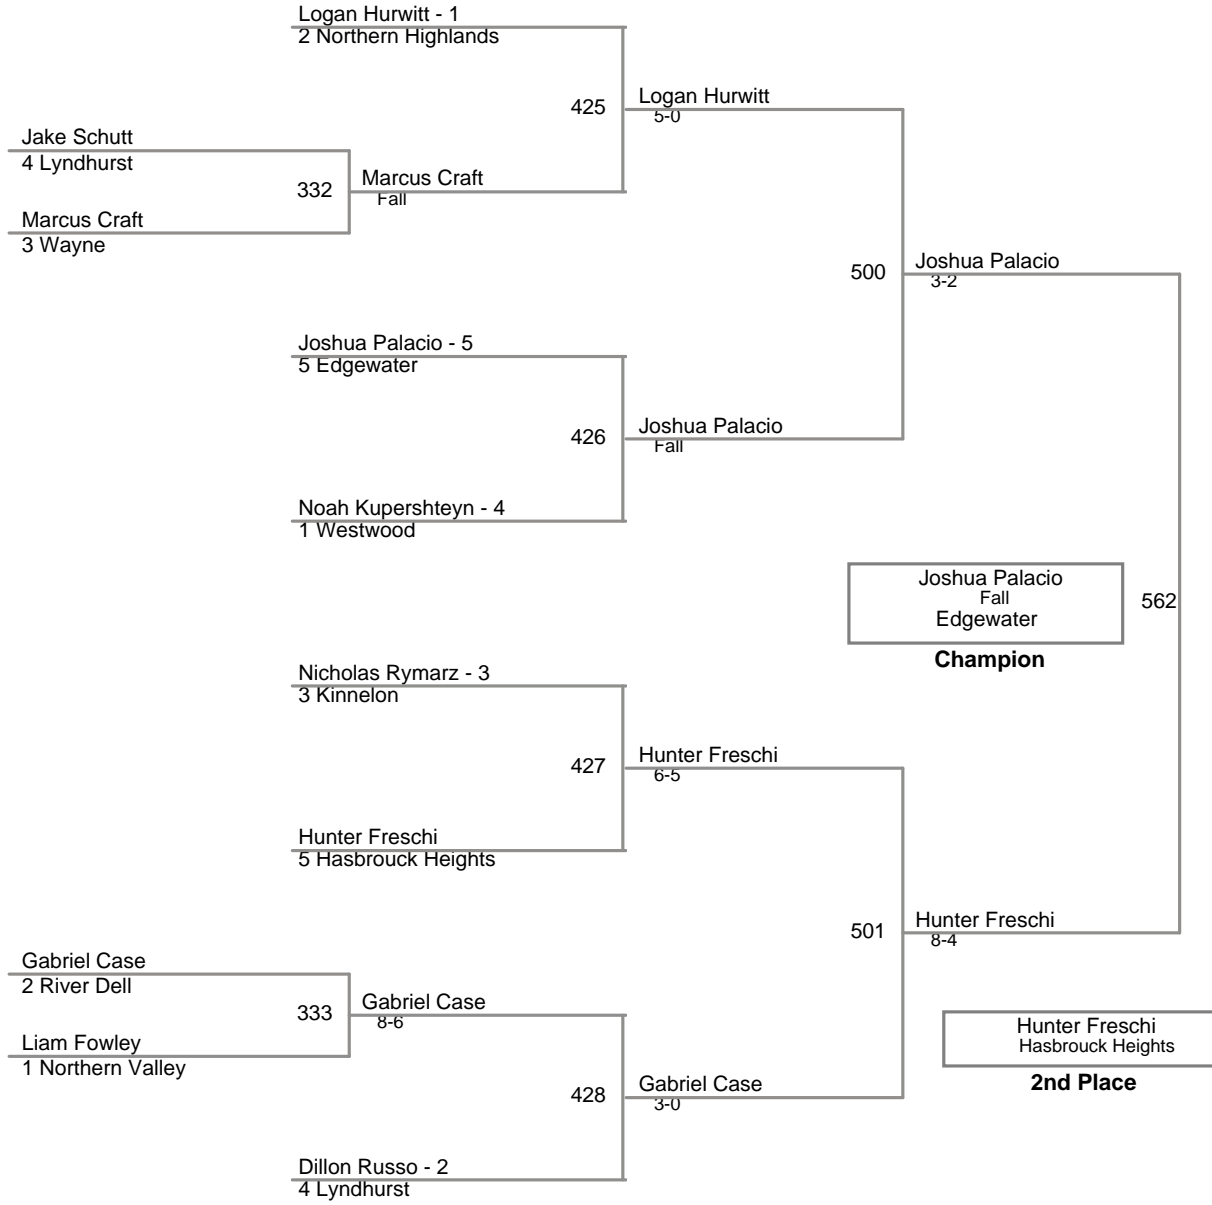 Logan Hurwitt - 1
2 Northern Highlands
425
Logan Hurwitt
5-0
Jake Schutt
4 Lyndhurst
332
Marcus Craft
Fall
Marcus Craft
3 Wayne
500
Joshua Palacio
3-2
Joshua Palacio - 5
5 Edgewater
426
Joshua Palacio
Fall
Noah Kupershteyn - 4
1 Westwood
Joshua Palacio
Fall
Edgewater
562
Champion
Nicholas Rymarz - 3
3 Kinnelon
427
Hunter Freschi
6-5
Hunter Freschi
5 Hasbrouck Heights
501
Hunter Freschi
8-4
Gabriel Case
2 River Dell
333
Gabriel Case
8-6
Liam Fowley
1 Northern Valley
Hunter Freschi
Hasbrouck Heights
2nd Place
428
Gabriel Case
3-0
Dillon Russo - 2
4 Lyndhurst